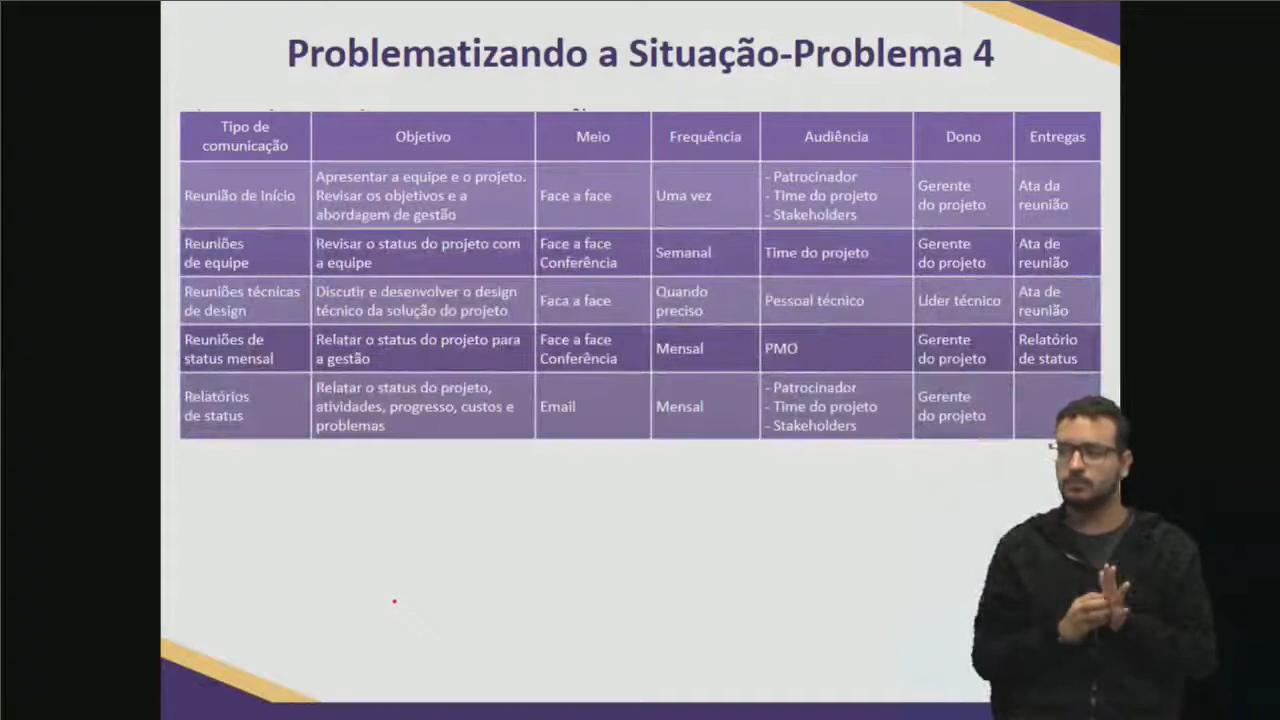 Problematizando a Situação-Problema 4
Tipo de
comunicação
Objetivo
Meio
Frequência
Audiência
Dono
Entregas
Reunião de Início
Apresentar a equipe e o projeto.
Revisar os objetivos e a
abordagem de gestão
Face a face
Uma vez
- Patrocinador
- Time do projeto
- Stakeholders
Gerente
do projeto
Ata da
reunião
Reuniões
de equipe
Revisar o status do projeto com
a equipe
Face a face
Conferência
Semanal
Time do projeto
Gerente
do projeto
Ata de
reunião
Reuniões técnicas
de design
Discutir e desenvolver o design
técnico da solução do projeto
Faca a face
Quando
preciso
Pessoal técnico
Lider técnico
Ata de
reunião
Reuniões de
status mensal
Relatar o status do projeto para
a gestão
Face a face
Conferência
Mensal
PMO
Gerente
do projeto
Relatório
de status
Relatórios
de status
Relatar o status do projeto,
atividades, progresso, custos e
problemas
Email
Mensal
- Patrocinador
- Time do projeto
- Stakeholders
Gerente
do projeto